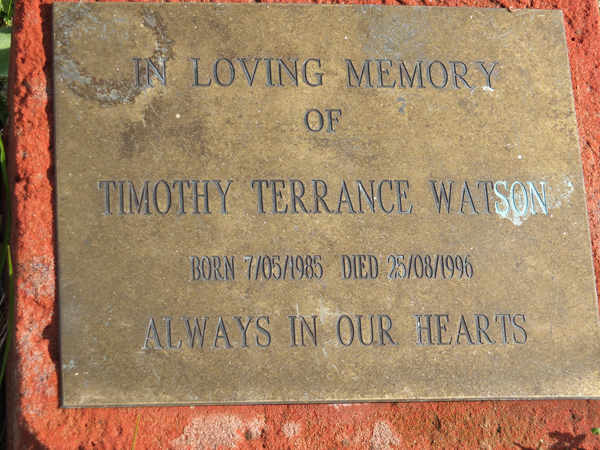 IN LOVING MEMORY
OF
TIMOTHY TERRANCE WATSON
BORN 7/05/1985 DIED 25/08/1996
ALWAYS IN OUR HEARTS